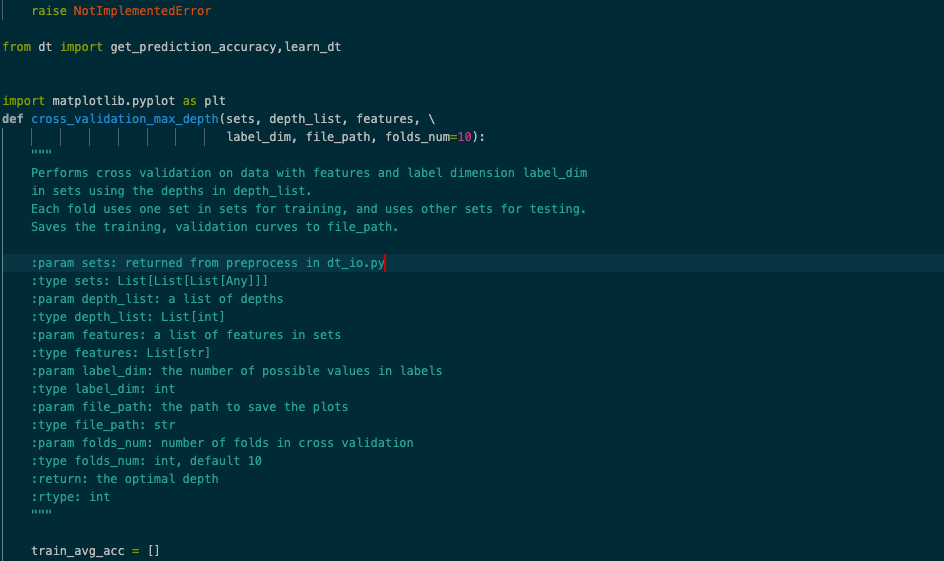 raise NotImplementedError
from dt import get_prediction_accuracy,learn_dt
import matplotlib.pyplot as plt
def cross_validation_max_depth(sets, depth_list, features, \
label_dim, file_path, folds_num=10):
"""
Performs cross validation on data with features and label dimension label_dim
in sets using the depths in depth_list.
Each fold uses one set in sets for training, and uses other sets for testing.
Saves the training, validation curves to file_path.
:param sets: returned from preprocess in dt_io.py
:type sets: List[List[List[Any]]]
:param depth_list: a list of depths
:type depth_list: List[int]
:param features: a list of features in sets
:type features: List[str]
:param label_dim: the number of possible values in labels
:type label_dim: int
:param file_path: the path to save the plots
:type file_path: str
:param folds_num: number of folds in cross validation
:type folds_num: int, default 10
:return: the optimal depth
:rtype: int
"""
train_avg_acc = []